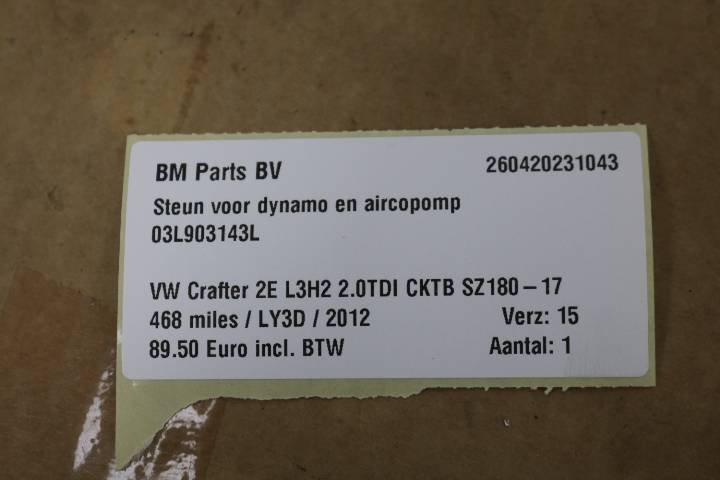 BM Parts BV 260420231043
Steun voor dynamo en aircopomp
03L903143L
VW Crafter 2E L3H2 2.0TDI CKTB SZ180-17
468 miles / LY3D / 2012 Verz: 15
89.50 Euro incl. BTW Aantal: 1